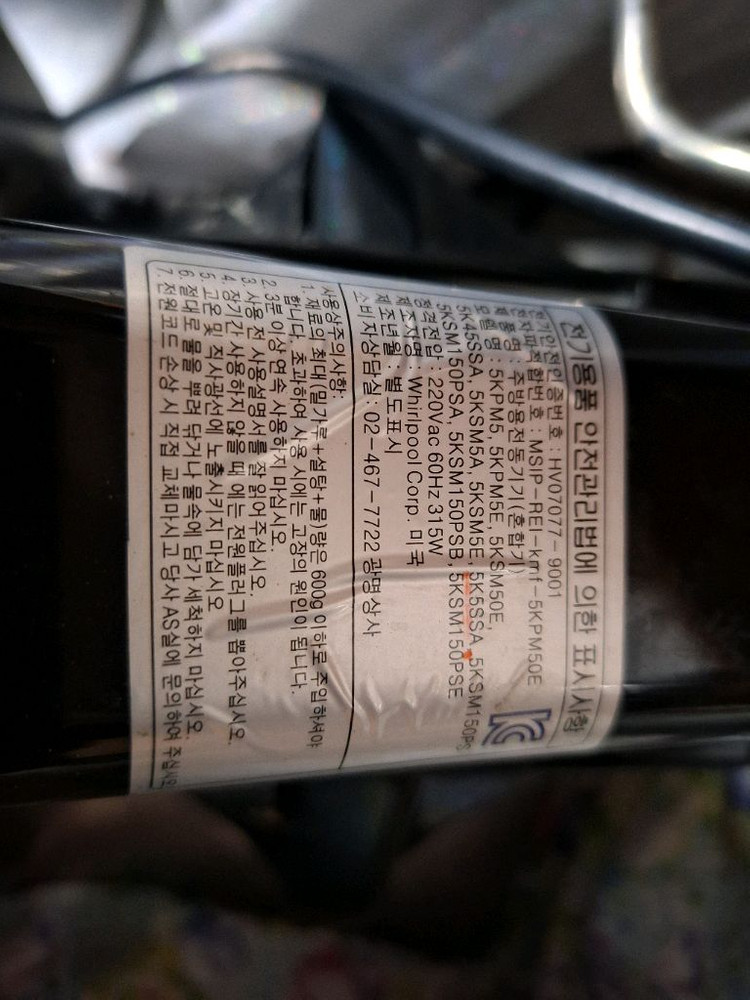 전기용품 안전관리법에 의한 표시사항
전기인전인증번호 : HV07077-9001
전자파적합번호 : MSIP-REI-kmf-5KPM50E
제품명 : 주방용전동기기(혼합기)
모델명 : 5KPM5, 5KPM5E, 5KSM50E,
5K45SSA, 5KSM5A, 5KSM5E, 5K5SSA, 5KSM150PS
5KSM150PSA, 5KSM150PSB, 5KSM150PSE
정격전압 : 220Vac 60Hz 315W
제조자명 : Whirlpool Corp. 미국
제조년월 : 별도표시
소비자상담실 : 02-467-7722 광명상사
KC
사용상주의사항:
1. 재료의 최대(밀가루+설탕+물)량은 600g 이하로 주입하셔야
합니다. 초과하여 사용 시에는 고장의 원인이 됩니다.
2. 3분 이상 연속 사용하지 마십시오.
3. 사용 전 사용설명서를 잘 읽어 주십시오.
4. 장기간 사용하지 않을 때 에는 전원플러그를 뽑아주십시오.
5. 고온 및 직사광선에 노출시키지 마십시오
6. 절대로 물을 뿌려 닦거나 물속에 담가 세척하지 마십시오.
7. 전원코드 손상 시 직접 교체마시고 당사 AS실에 문의하여 주십시오